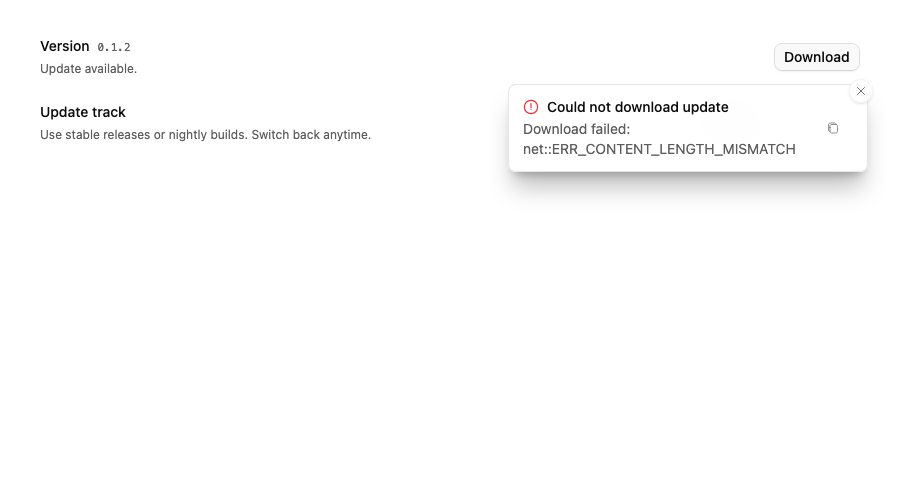 Version 0.1.2
Update available.
Download
Update track
Use stable releases or nightly builds. Switch back anytime.
Could not download update
Download failed:
net::ERR_CONTENT_LENGTH_MISMATCH